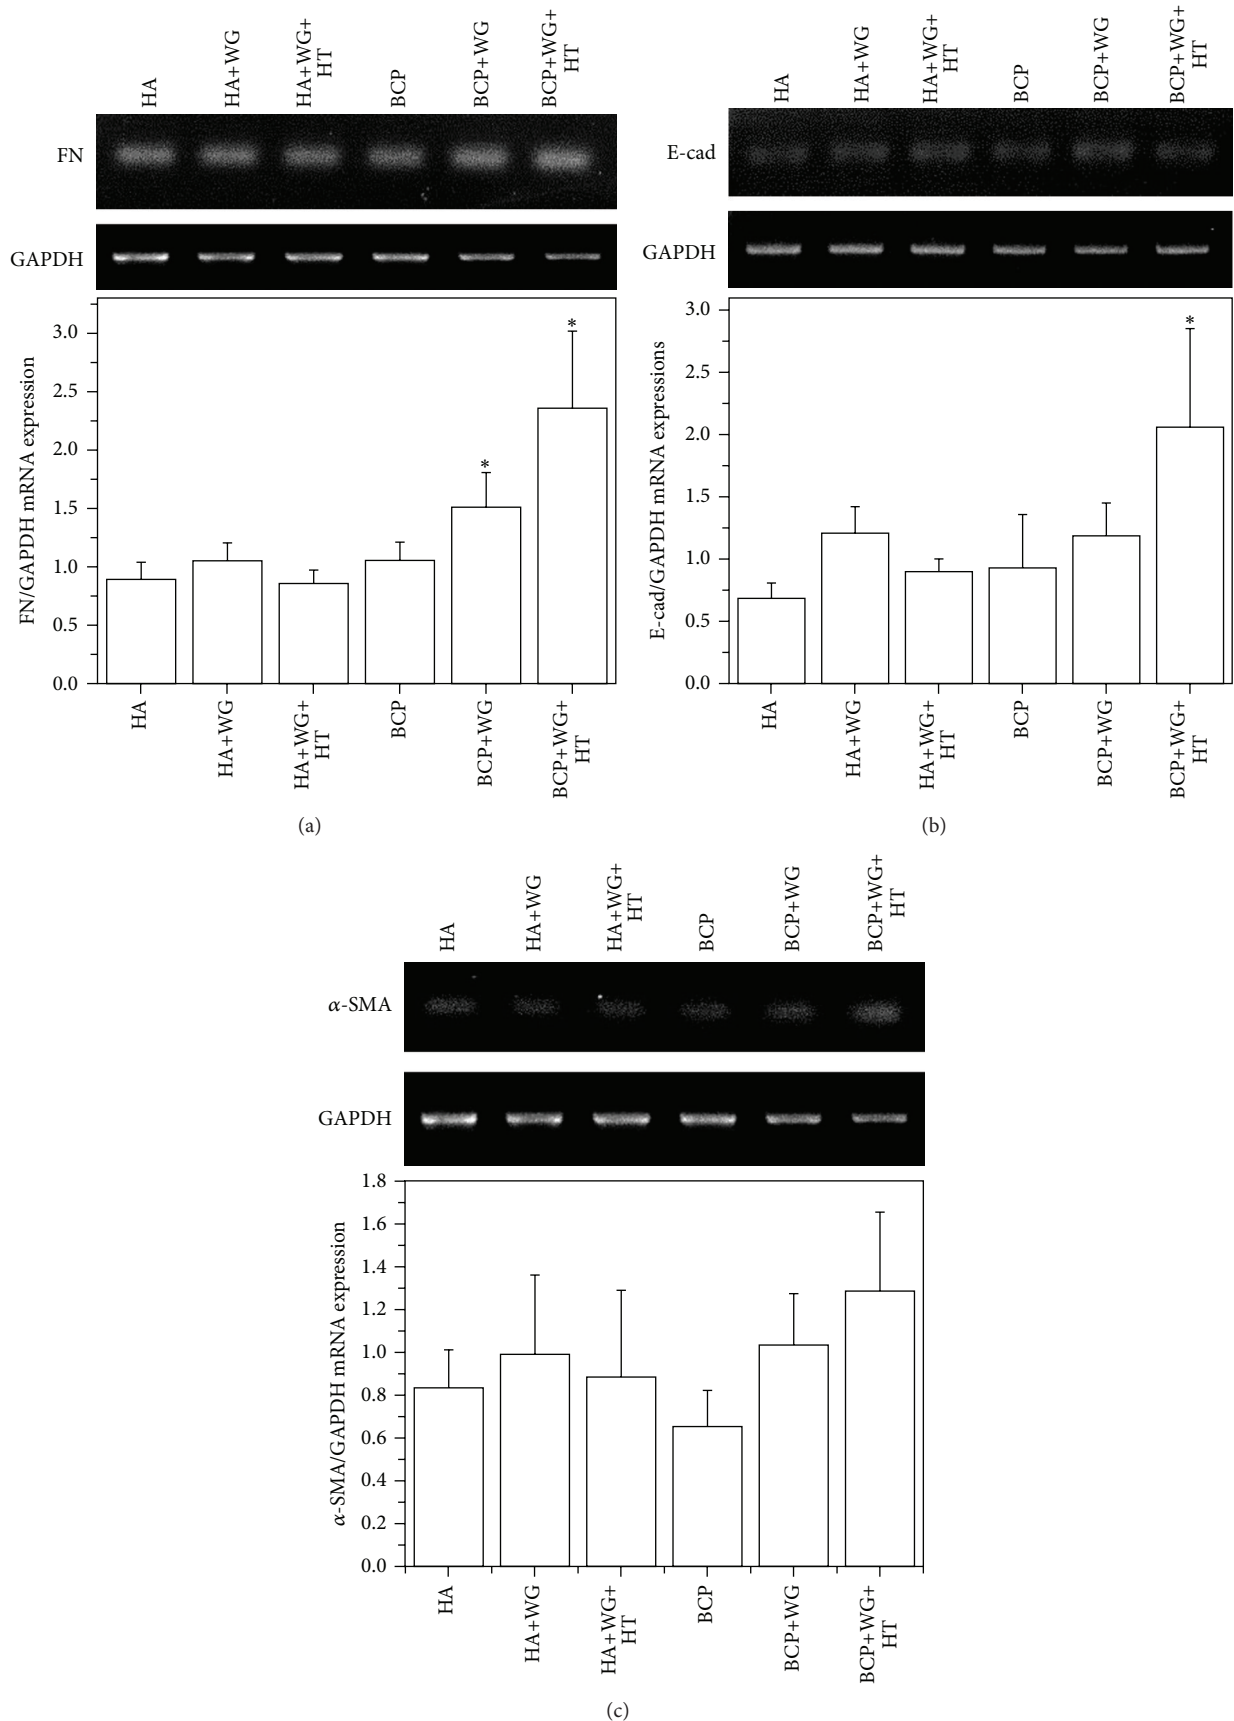 HA HA+WG HA+WG+ HT BCP BCP+WG BCP+WG+ HT
FN
GAPDH
FN/GAPDH mRNA expression
3.0
2.5
2.0
1.5
1.0
0.5
0.0
*
*
HA HA+WG HA+WG+ HT BCP BCP+WG BCP+WG+ HT
(a)
HA HA+WG HA+WG+ HT BCP BCP+WG BCP+WG+ HT
E-cad
GAPDH
E-cad/GAPDH mRNA expressions
3.0
2.5
2.0
1.5
1.0
0.5
0.0
*
HA HA+WG HA+WG+ HT BCP BCP+WG BCP+WG+ HT
(b)
HA HA+WG HA+WG+ HT BCP BCP+WG BCP+WG+ HT
α-SMA
GAPDH
α-SMA/GAPDH mRNA expression
1.8
1.6
1.4
1.2
1.0
0.8
0.6
0.4
0.2
0.0
HA HA+WG HA+WG+ HT BCP BCP+WG BCP+WG+ HT
(c)